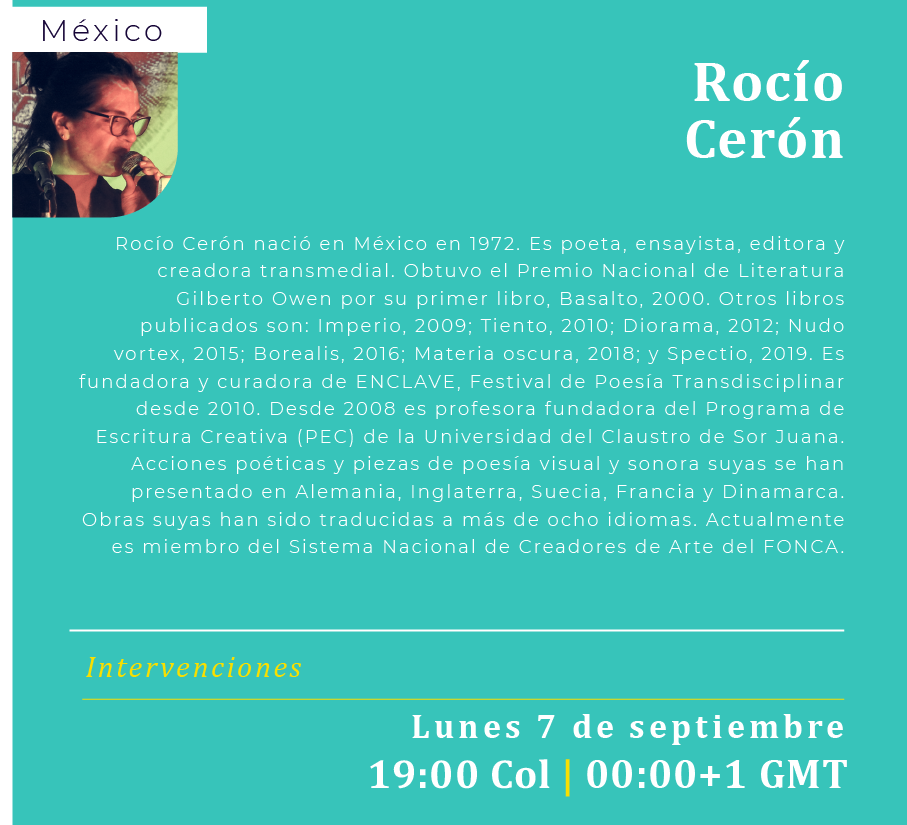 México
Rocío
Cerón
Rocío Cerón nació en México en 1972. Es poeta, ensayista, editora y
creadora transmedial. Obtuvo el Premio Nacional de Literatura
Gilberto Owen por su primer libro, Basalto, 2000. Otros libros
publicados son: Imperio, 2009; Tiento, 2010; Diorama, 2012; Nudo
vortex, 2015; Borealis, 2016; Materia oscura, 2018; y Spectio, 2019. Es
fundadora y curadora de ENCLAVE, Festival de Poesía Transdisciplinar
desde 2010. Desde 2008 es profesora fundadora del Programa de
Escritura Creativa (PEC) de la Universidad del Claustro de Sor Juana.
Acciones poéticas y piezas de poesía visual y sonora suyas se han
presentado en Alemania, Inglaterra, Suecia, Francia y Dinamarca.
Obras suyas han sido traducidas a más de ocho idiomas. Actualmente
es miembro del Sistema Nacional de Creadores de Arte del FONCA.
Intervenciones
Lunes 7 de septiembre
19:00 Col | 00:00+1 GMT